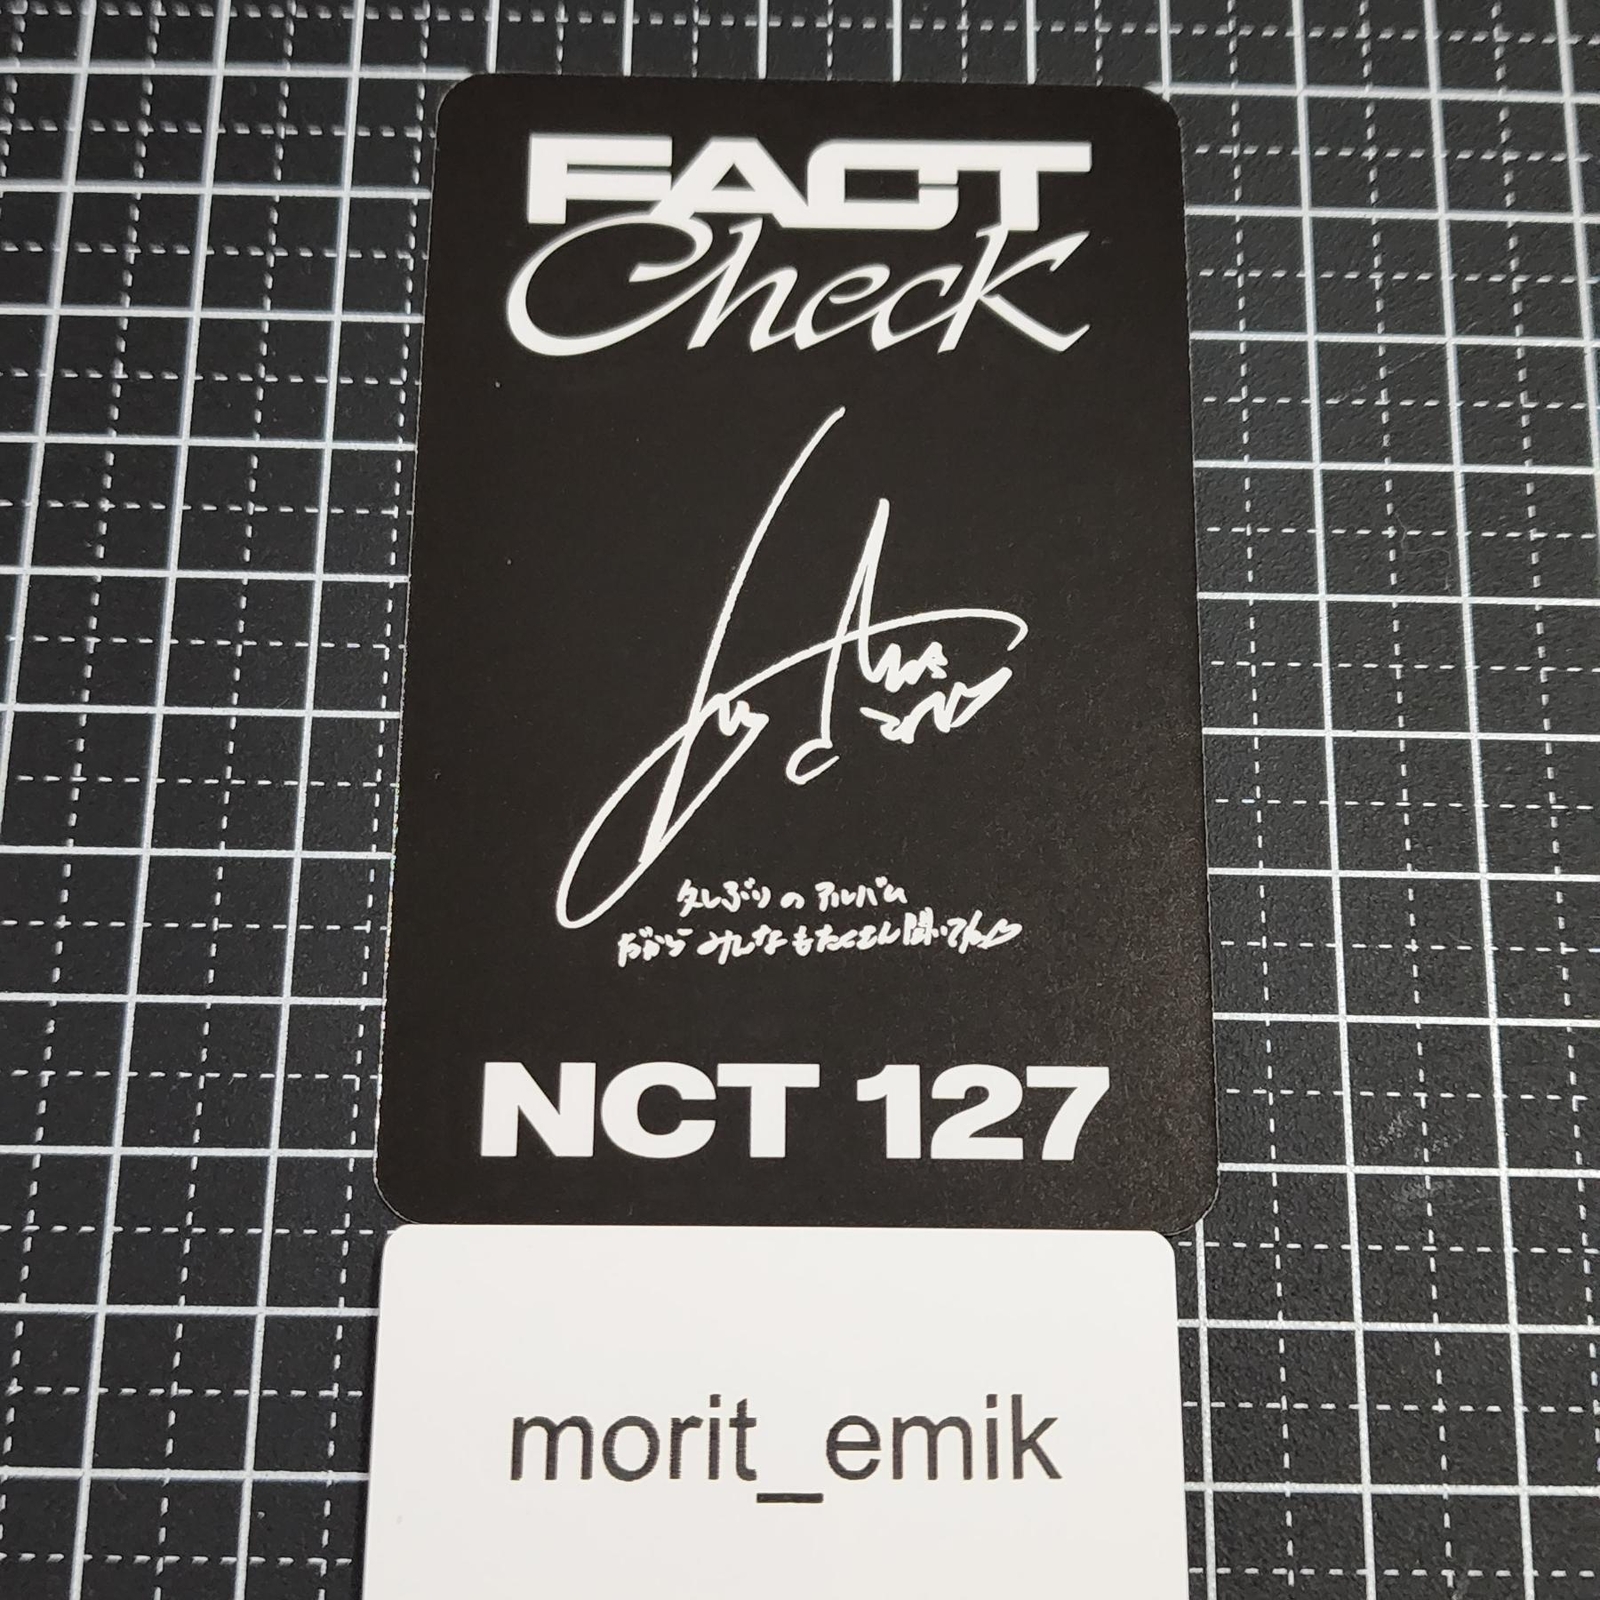 FACT
Check
久しぶりのアルバム
だから みんなもたくさん聞いてね♡
NCT 127
morit_emik